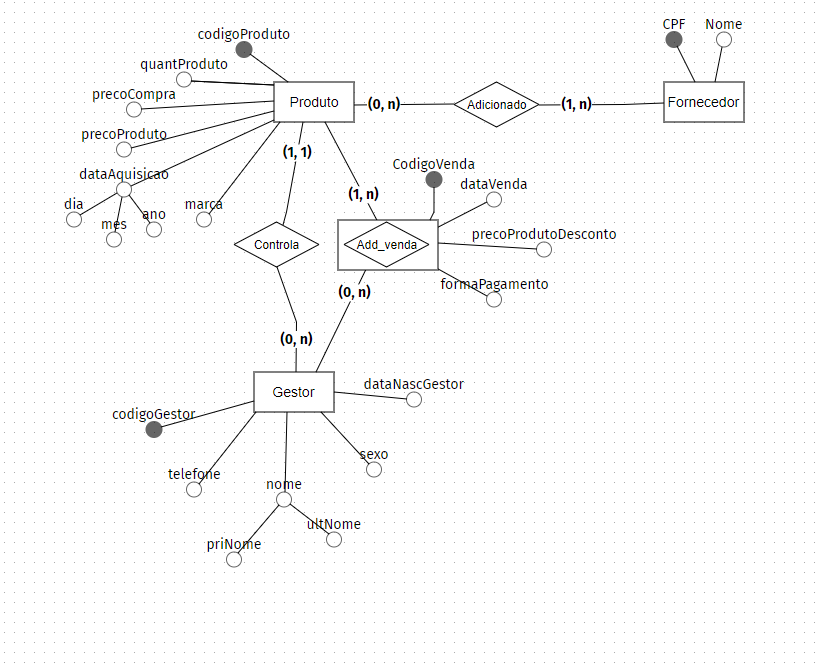 CPF
Nome
codigoProduto
quantProduto
precoCompra
Produto
(0, n)
Adicionado
(1, n)
Fornecedor
precoProduto
(1, 1)
CodigoVenda
dataAquisicao
dataVenda
(1, n)
dia
mes
ano
marca
precoProdutoDesconto
Controla
Add_venda
formaPagamento
(0, n)
(0, n)
dataNascGestor
Gestor
codigoGestor
sexo
telefone
nome
ultNome
priNome